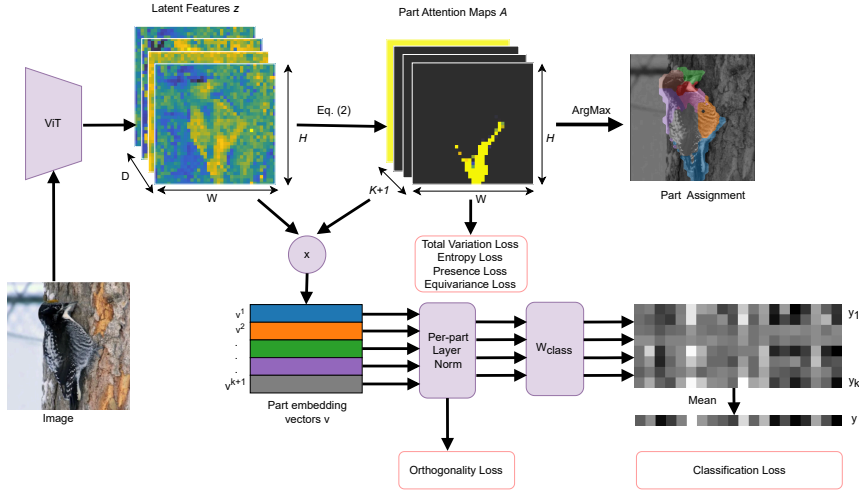 Latent Features z
Part Attention Maps A
ViT
Eq. (2)
ArgMax
H
H
D
W
K+1
W
Part Assignment
x
Total Variation Loss
Entropy Loss
Presence Loss
Equivariance Loss
v1
v2
.
.
.
vk+1
Per-part
Layer
Norm
Wclass
y1
yk
Image
Part embedding
vectors v
Mean
y
Orthogonality Loss
Classification Loss